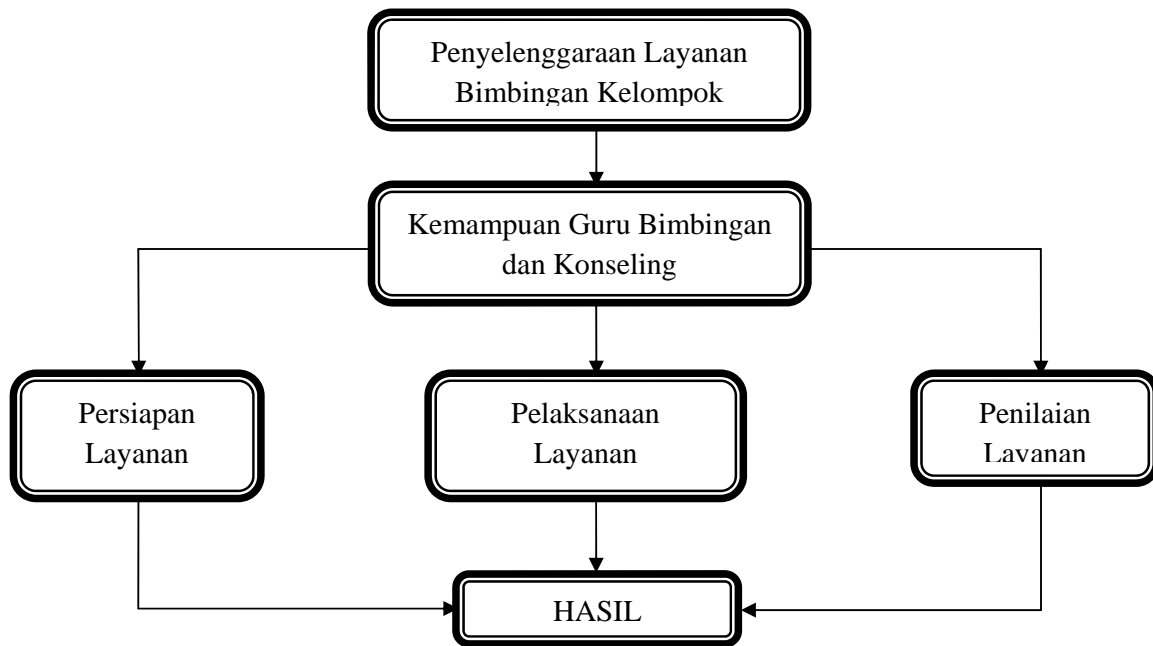 Penyelenggaraan Layanan
Bimbingan Kelompok
Kemampuan Guru Bimbingan
dan Konseling
Persiapan
Layanan
Pelaksanaan
Layanan
Penilaian
Layanan
HASIL